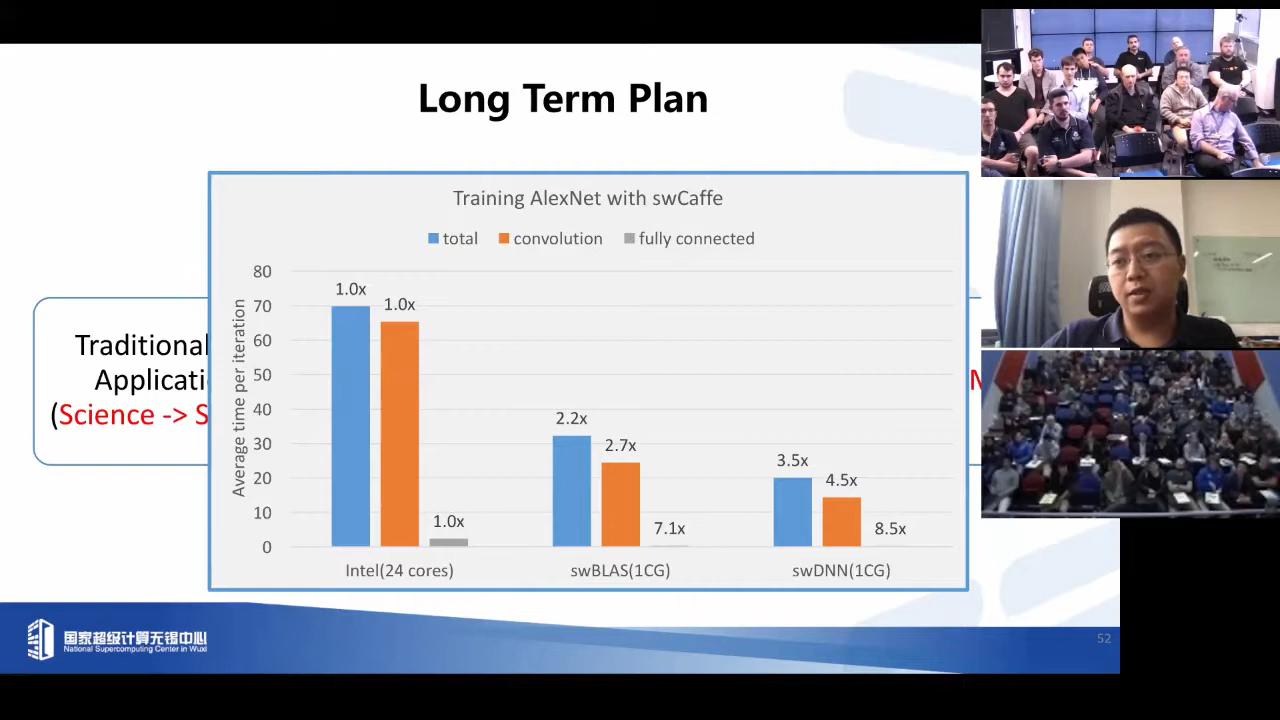 Long Term Plan
Training AlexNet with swCaffe
total convolution fully connected
Average time per iteration
80
70
60
50
40
30
20
10
0
1.0x
1.0x
1.0x
2.2x
2.7x
7.1x
3.5x
4.5x
8.5x
Intel(24 cores) swBLAS(1CG) swDNN(1CG)
Traditional
Applicati
(Science -> S
国家超级计算无锡中心
National Supercomputing Center in Wuxi
52